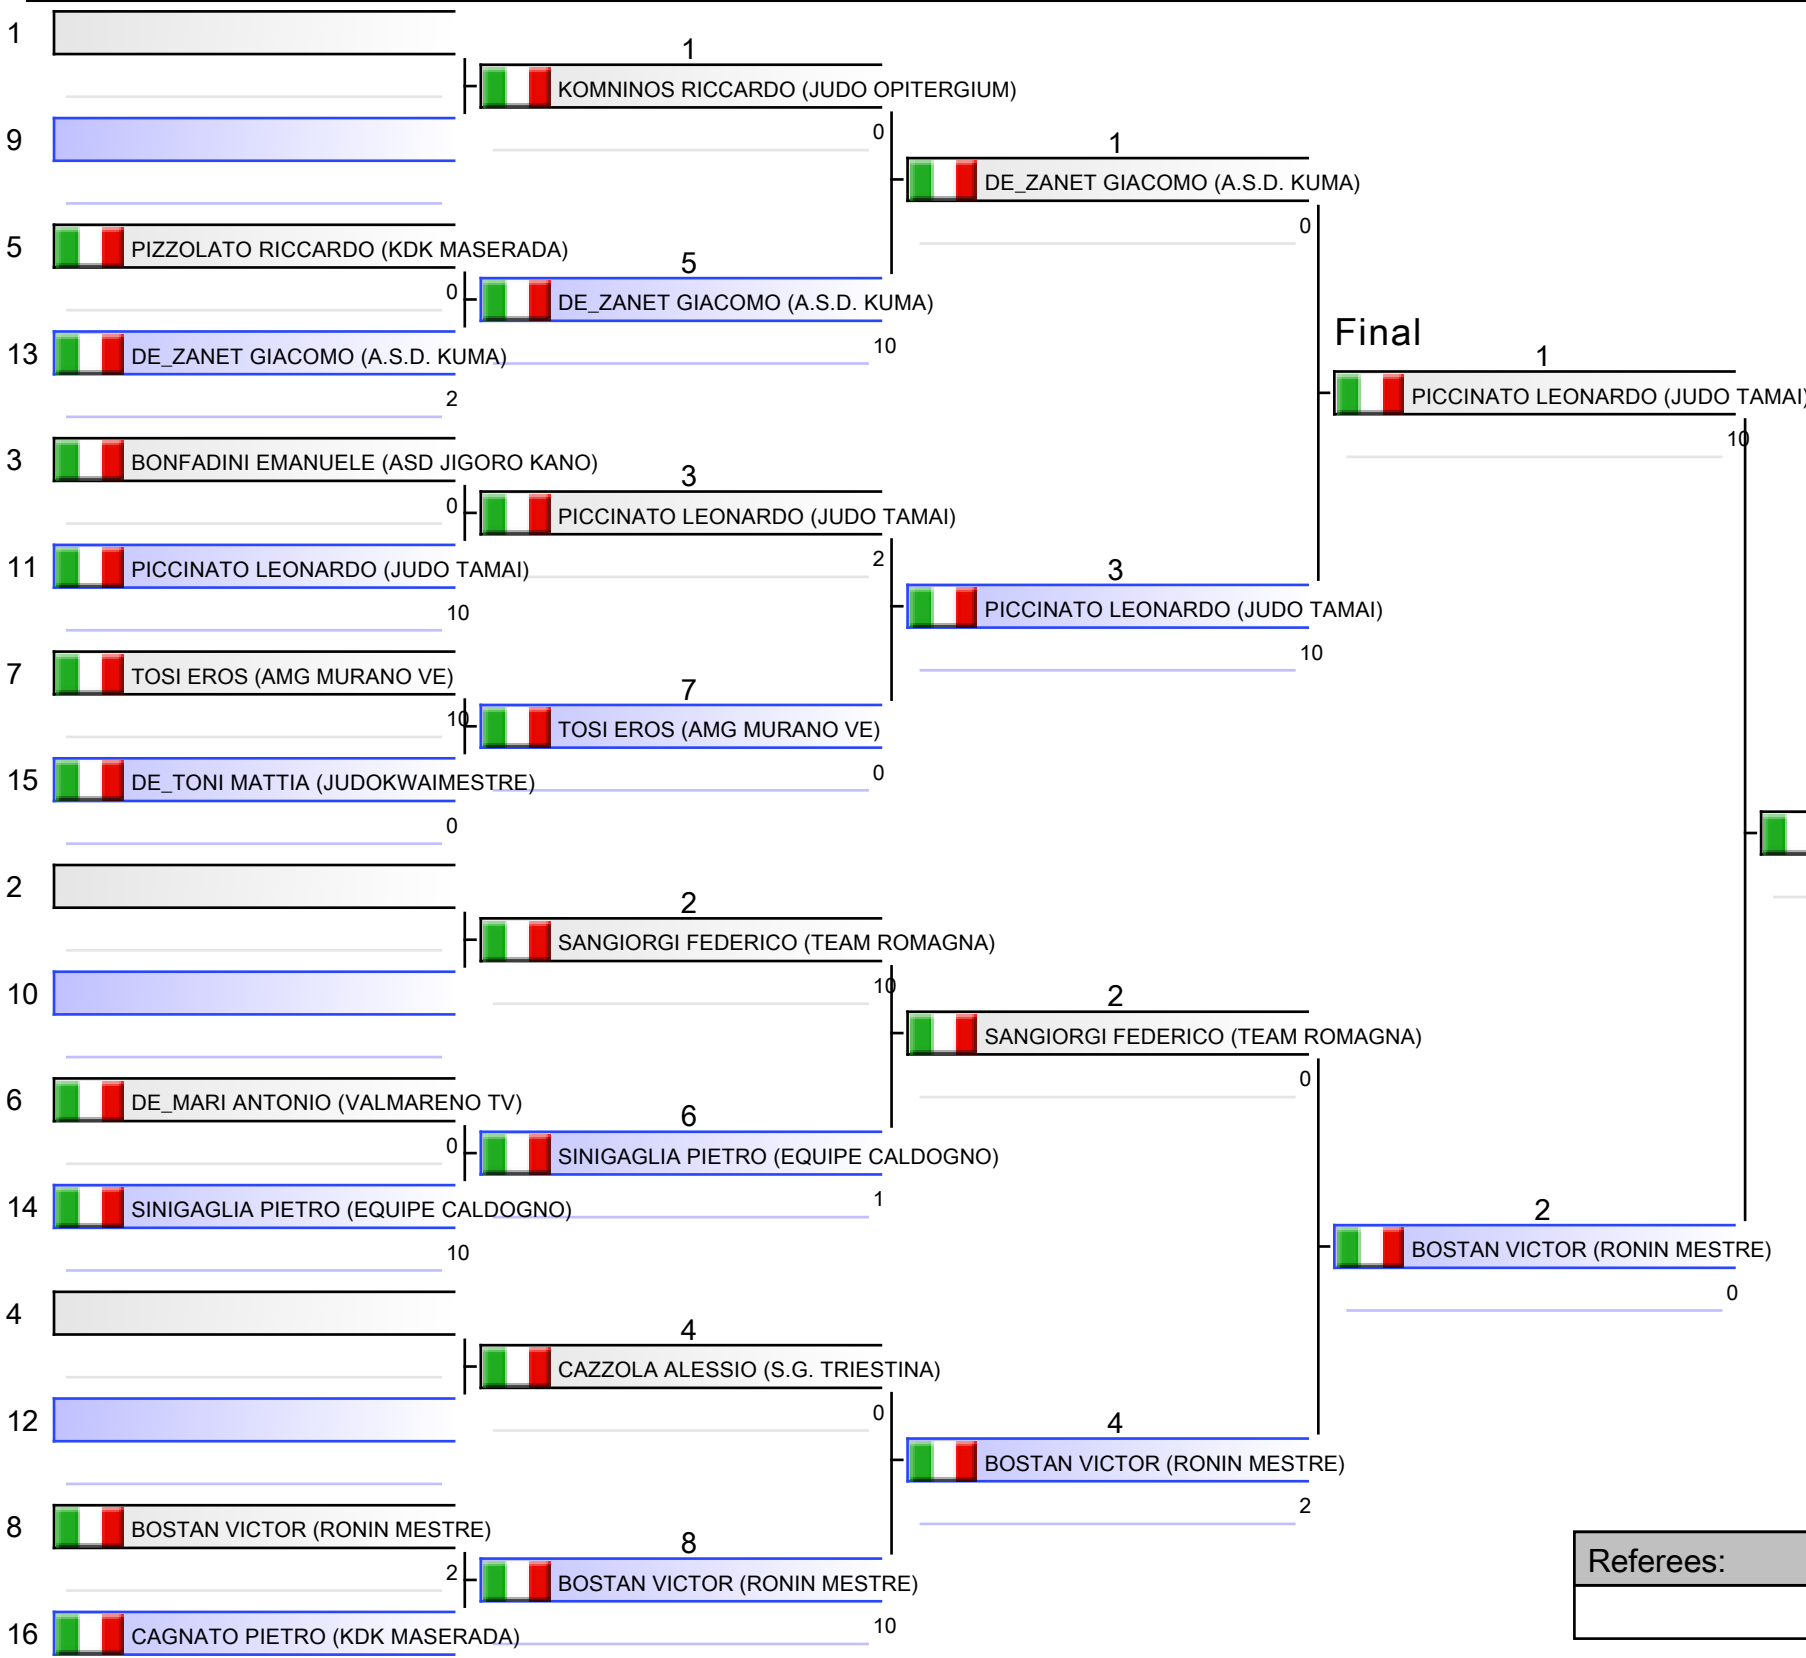 1
1
KOMNINOS RICCARDO (JUDO OPITERGIUM)
0
9
1
DE_ZANET GIACOMO (A.S.D. KUMA)
0
5
PIZZOLATO RICCARDO (KDK MASERADA)
0
5
DE_ZANET GIACOMO (A.S.D. KUMA)
10
13
DE_ZANET GIACOMO (A.S.D. KUMA)
2
Final
1
PICCINATO LEONARDO (JUDO TAMAI)
10
3
BONFADINI EMANUELE (ASD JIGORO KANO)
0
3
PICCINATO LEONARDO (JUDO TAMAI)
2
11
PICCINATO LEONARDO (JUDO TAMAI)
10
3
PICCINATO LEONARDO (JUDO TAMAI)
10
7
TOSI EROS (AMG MURANO VE)
10
7
TOSI EROS (AMG MURANO VE)
0
15
DE_TONI MATTIA (JUDOKWAIMESTRE)
0
2
2
SANGIORGI FEDERICO (TEAM ROMAGNA)
10
10
2
SANGIORGI FEDERICO (TEAM ROMAGNA)
0
6
DE_MARI ANTONIO (VALMARENO TV)
0
6
SINIGAGLIA PIETRO (EQUIPE CALDOGNO)
1
14
SINIGAGLIA PIETRO (EQUIPE CALDOGNO)
10
2
BOSTAN VICTOR (RONIN MESTRE)
0
4
4
CAZZOLA ALESSIO (S.G. TRIESTINA)
0
12
4
BOSTAN VICTOR (RONIN MESTRE)
2
8
BOSTAN VICTOR (RONIN MESTRE)
2
8
BOSTAN VICTOR (RONIN MESTRE)
10
16
CAGNATO PIETRO (KDK MASERADA)
Referees: